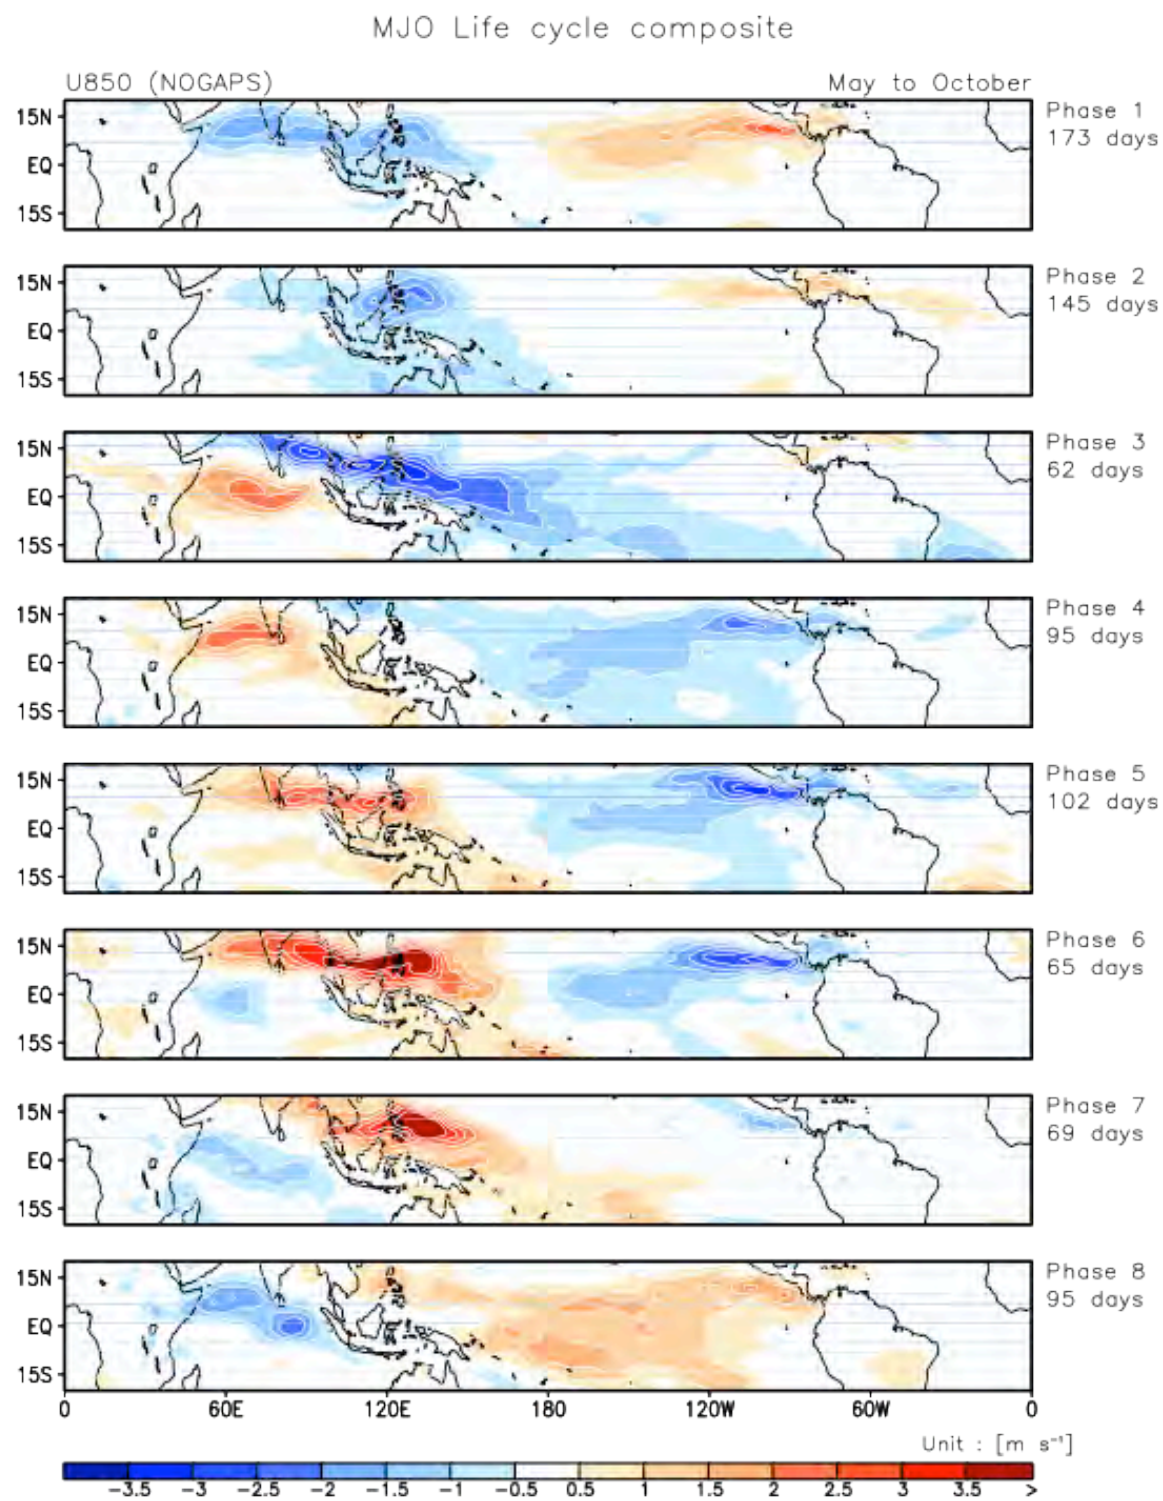 MJO Life cycle composite
U850 (NOGAPS) May to October
15N
EQ
15S
Phase 1
173 days
15N
EQ
15S
Phase 2
145 days
15N
EQ
15S
Phase 3
62 days
15N
EQ
15S
Phase 4
95 days
15N
EQ
15S
Phase 5
102 days
15N
EQ
15S
Phase 6
65 days
15N
EQ
15S
Phase 7
69 days
15N
EQ
15S
Phase 8
95 days
0 60E 120E 180 120W 60W 0
Unit : [m s⁻¹]
-3.5 -3 -2.5 -2 -1.5 -1 -0.5 0.5 1 1.5 2 2.5 3 3.5 >